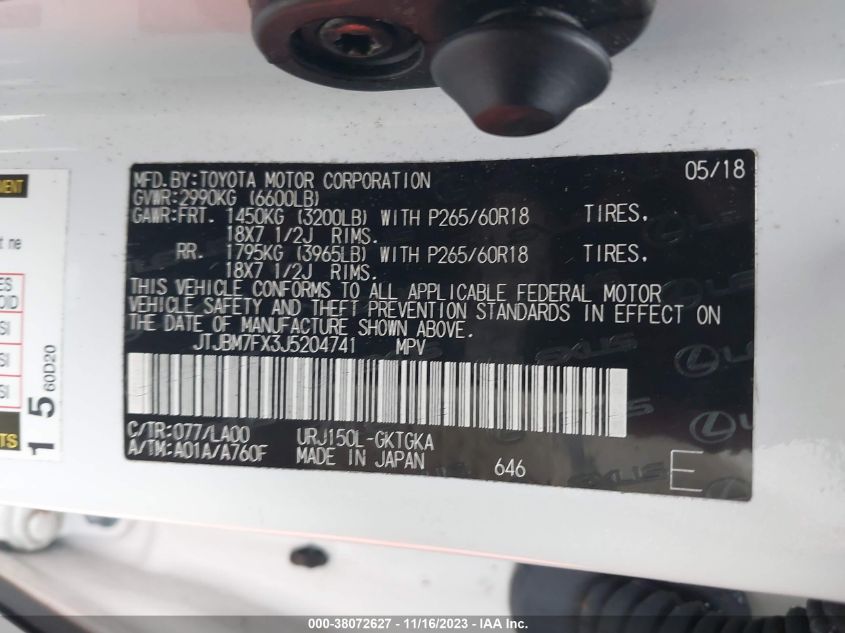 MFD.BY:TOYOTA MOTOR CORPORATION 05/18
GVWR:2990KG (6600LB)
GAWR:FRT. 1450KG (3200LB) WITH P265/60R18 TIRES.
18X7 1/2J RIMS.
RR. 1795KG (3965LB) WITH P265/60R18 TIRES.
18X7 1/2J RIMS.
THIS VEHICLE CONFORMS TO ALL APPLICABLE FEDERAL MOTOR
VEHICLE SAFETY AND THEFT PREVENTION STANDARDS IN EFFECT ON
THE DATE OF MANUFACTURE SHOWN ABOVE.
JTJBM7FX3J5204741 MPV
C/TR:077/LA00 URJ150L-GKTGKA
A/TM:A01A/A760F MADE IN JAPAN 646 E
LEXUS
15 60D20
000-38072627 - 11/16/2023 - IAA Inc.